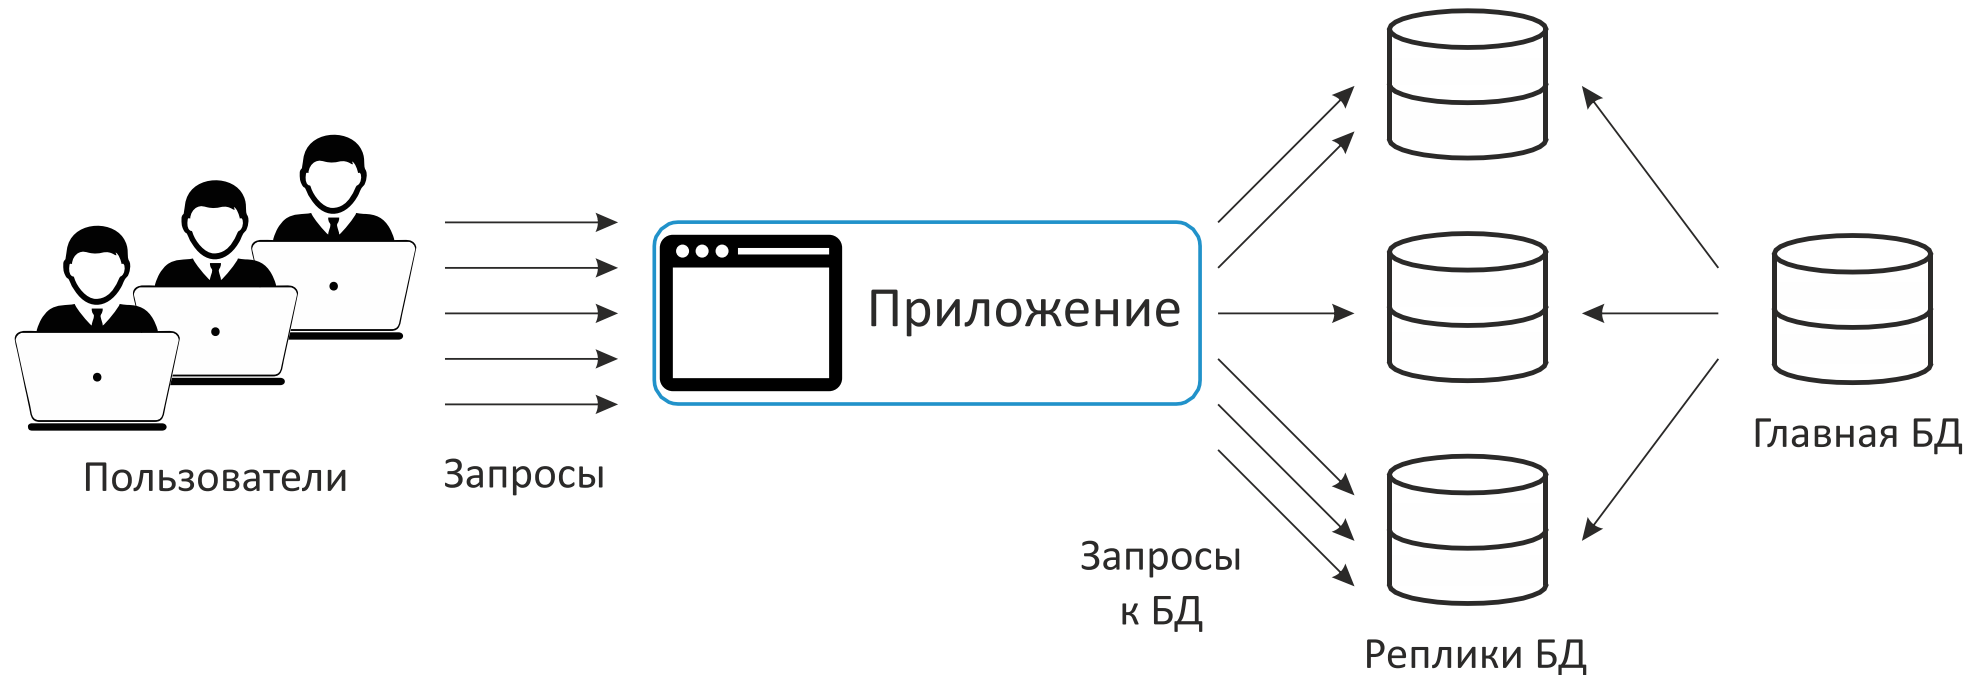 Пользователи
Запросы
Приложение
Запросы
к БД
Реплики БД
Главная БД